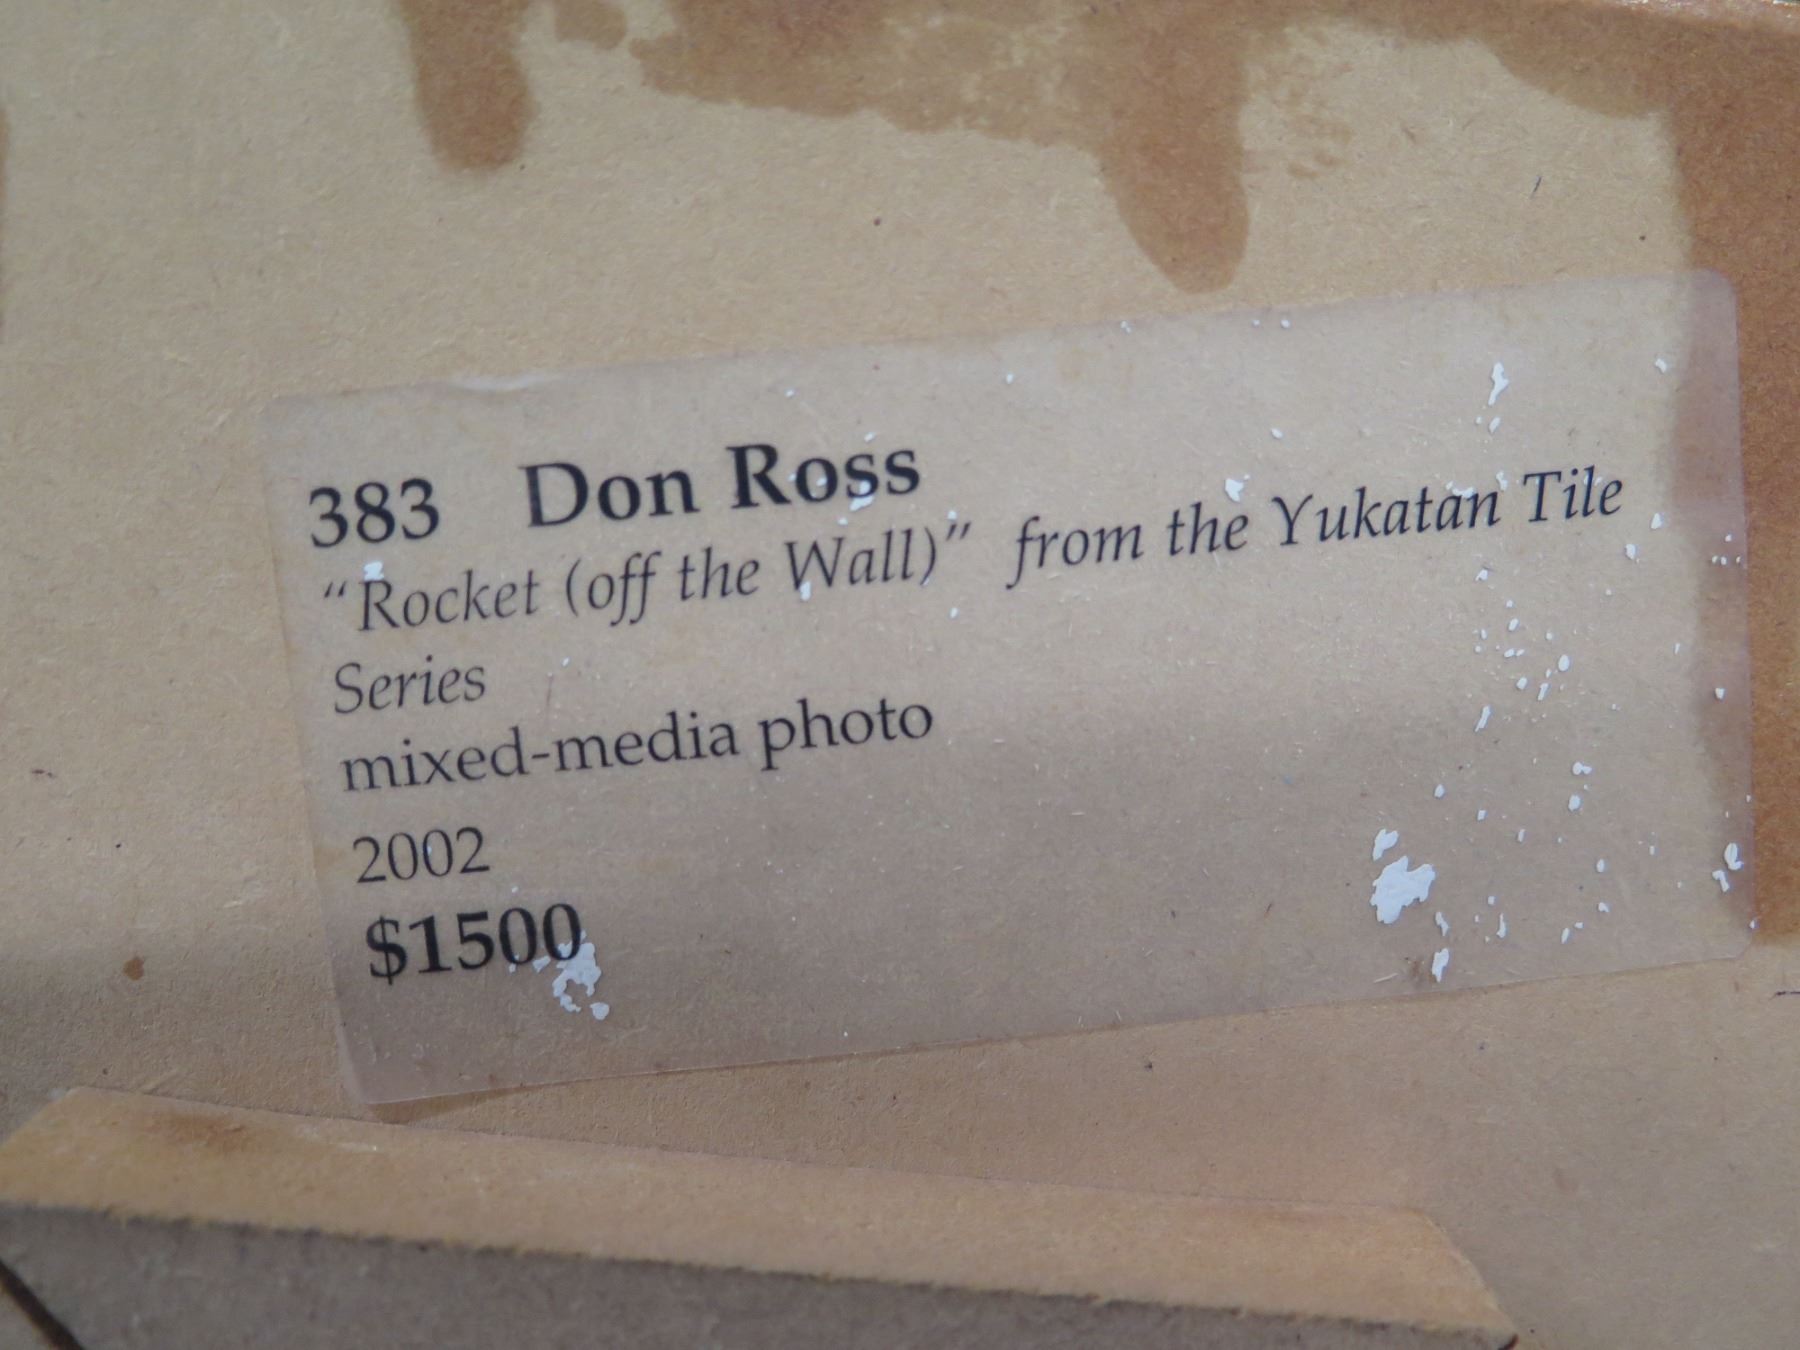 383 Don Ross
“Rocket (off the Wall)” from the Yukatan Tile
Series
mixed-media photo
2002
$1500